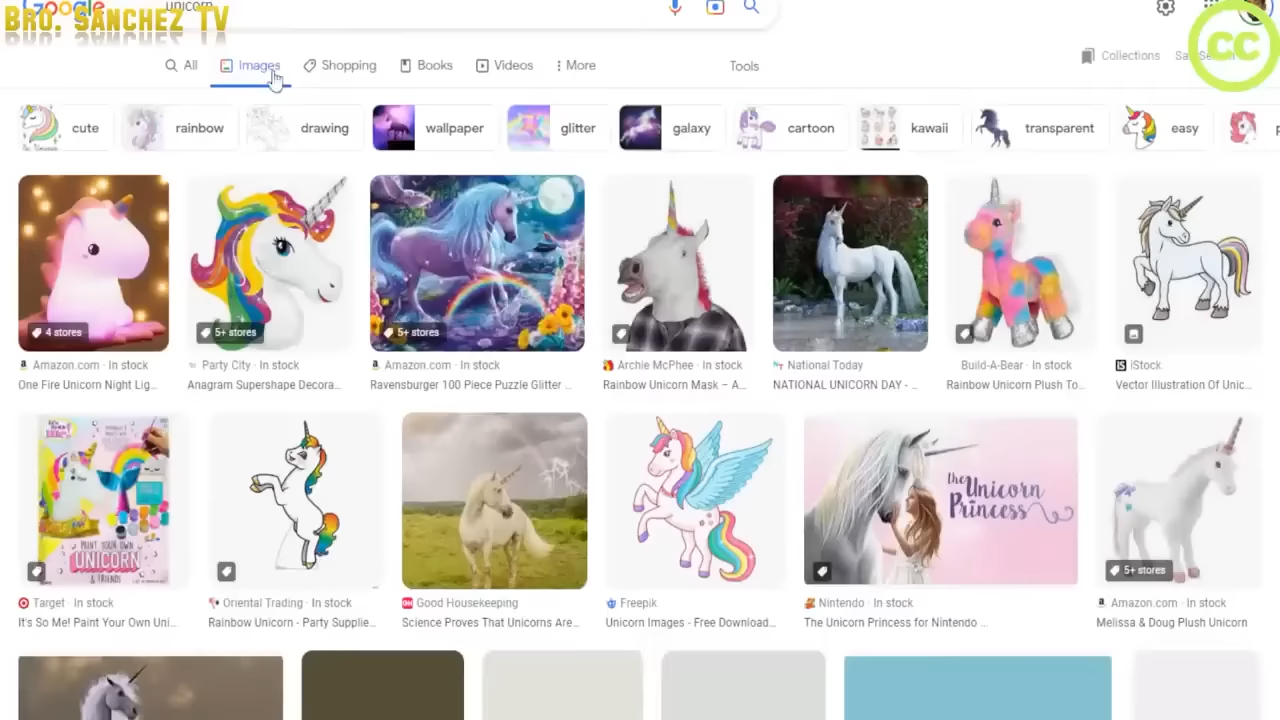 Google
unicorn
BRO. SANCHEZ TV
CC
All
Images
Shopping
Books
Videos
More
Tools
Collections
cute
rainbow
drawing
wallpaper
glitter
galaxy
cartoon
kawaii
transparent
easy
4 stores
5+ stores
5+ stores
Amazon.com · In stock
Party City · In stock
Amazon.com · In stock
Archie McPhee · In stock
National Today
Build-A-Bear · In stock
iStock
One Fire Unicorn Night Lig...
Anagram Supershape Decora...
Ravensburger 100 Piece Puzzle Glitter ...
Rainbow Unicorn Mask – A...
NATIONAL UNICORN DAY - ...
Rainbow Unicorn Plush To...
Vector Illustration Of Unic...
PAINT YOUR OWN
UNICORN
& FRIENDS
the Unicorn
Princess
5+ stores
Target · In stock
Oriental Trading · In stock
Good Housekeeping
Freepik
Nintendo · In stock
Amazon.com · In stock
It's So Me! Paint Your Own Uni...
Rainbow Unicorn - Party Supplie...
Science Proves That Unicorns Are...
Unicorn Images - Free Download...
The Unicorn Princess for Nintendo ...
Melissa & Doug Plush Unicorn